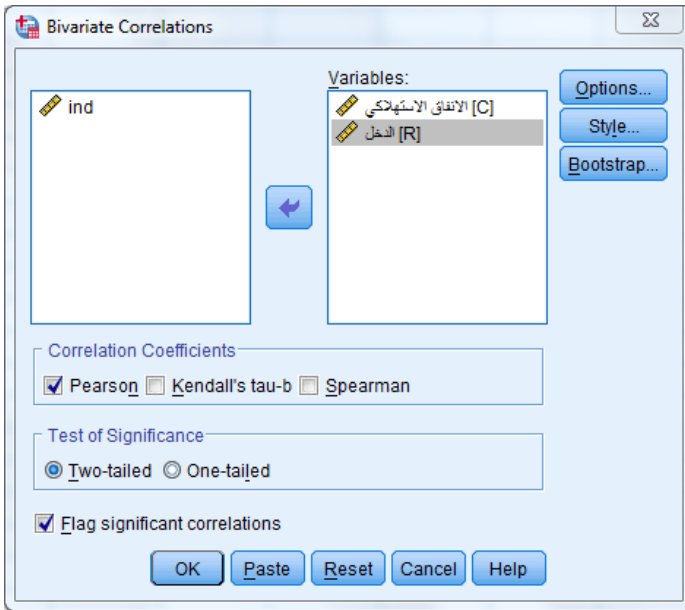 Bivariate Correlations
Variables:
ind
الانفاق الاستهلاكي [C]
الدخل [R]
Options...
Style...
Bootstrap...
Correlation Coefficients
Pearson Kendall's tau-b Spearman
Test of Significance
Two-tailed One-tailed
Flag significant correlations
OK Paste Reset Cancel Help